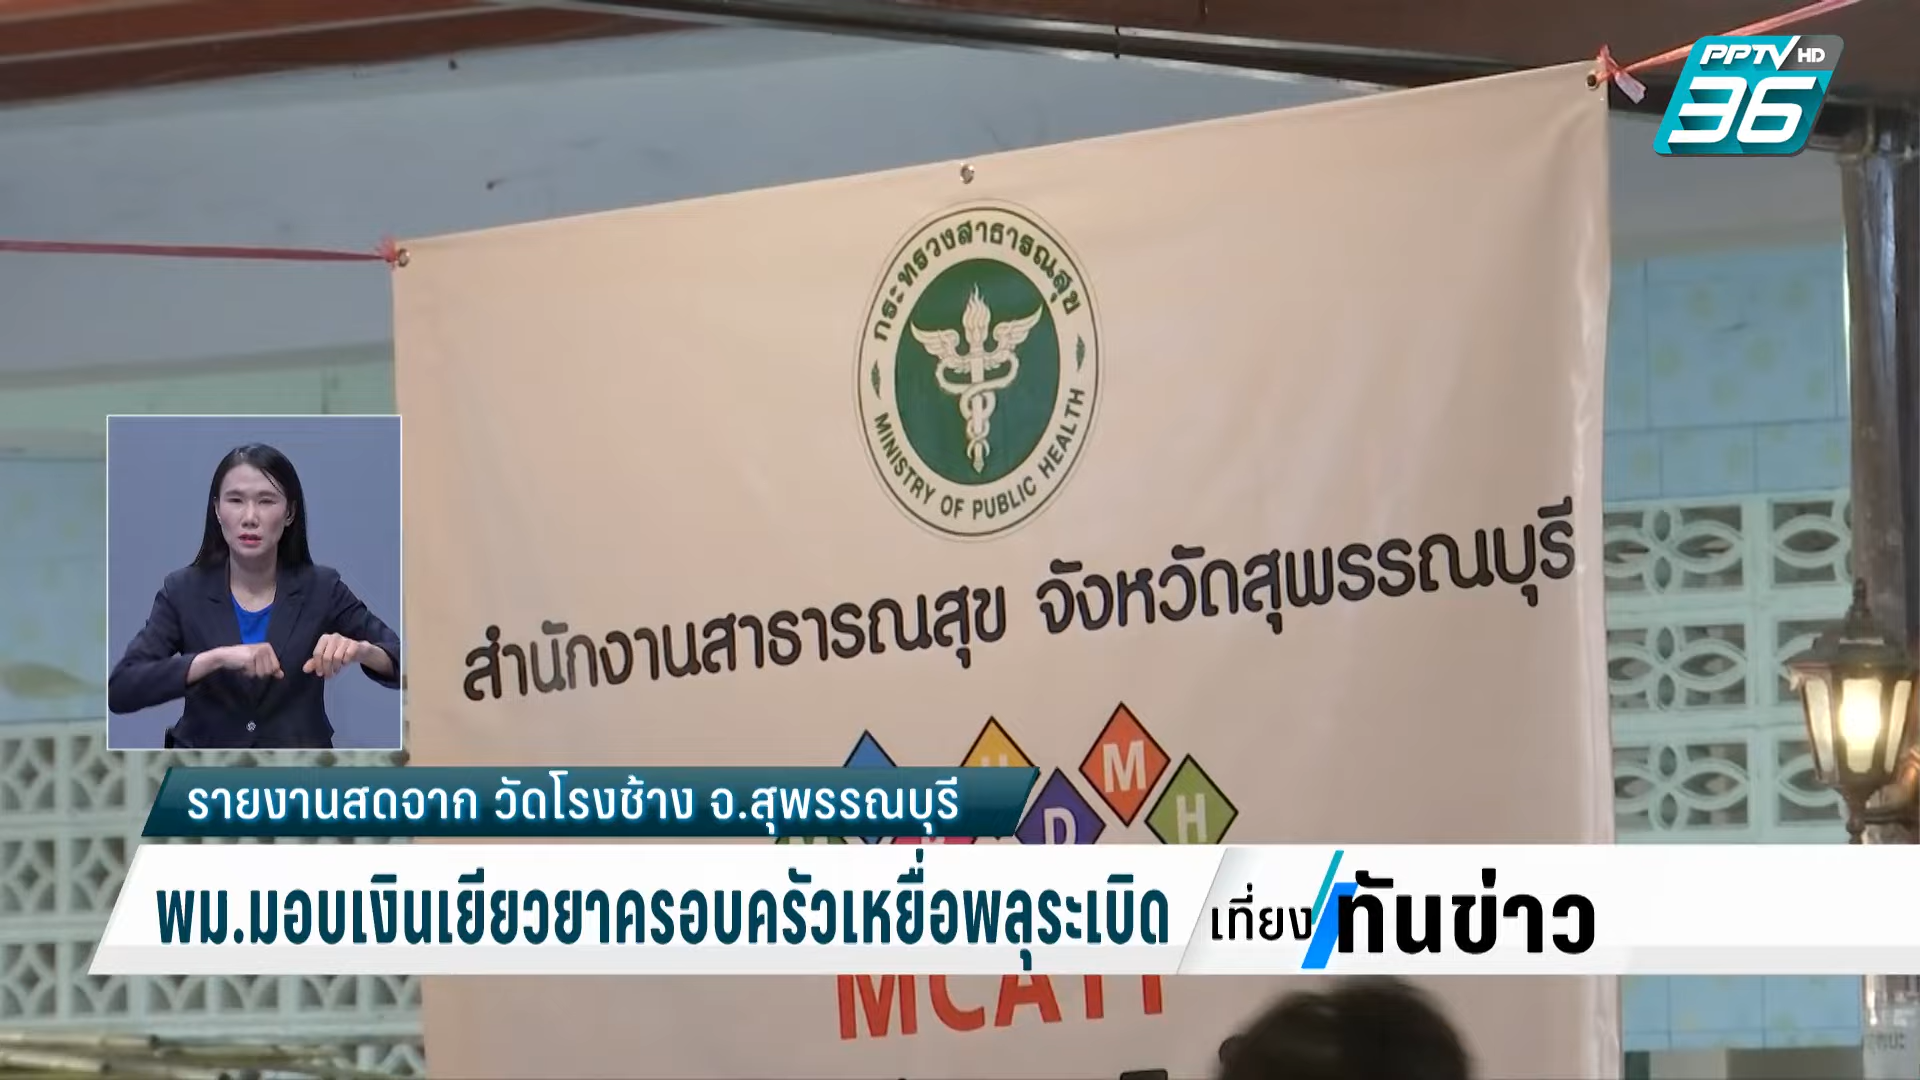 PPTV HD
36
กระทรวงสาธารณสุข
MINISTRY OF PUBLIC HEALTH
สำนักงานสาธารณสุข จังหวัดสุพรรณบุรี
M
D H
รายงานสดจาก วัดโรงช้าง จ.สุพรรณบุรี
พม.มอบเงินเยียวยาครอบครัวเหยื่อพลุระเบิด
เที่ยงทันข่าว
MCATT